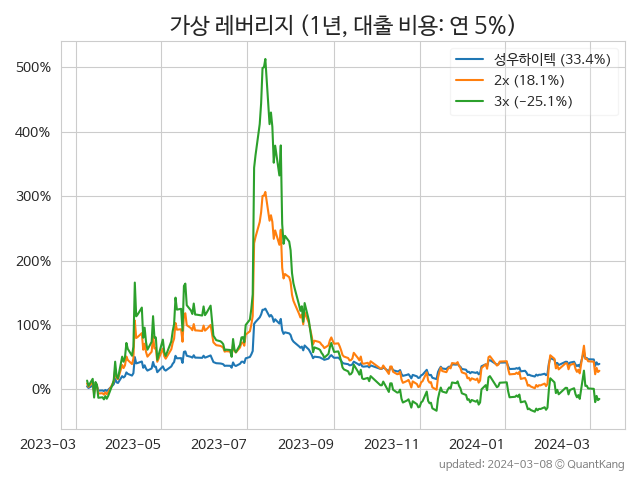 가상 레버리지 (1년, 대출 비용: 연 5%)
성우하이텍 (33.4%)
2x (18.1%)
3x (−25.1%)
500%
400%
300%
200%
100%
0%
2023-03 2023-05 2023-07 2023-09 2023-11 2024-01 2024-03
updated: 2024-03-08 © QuantKang